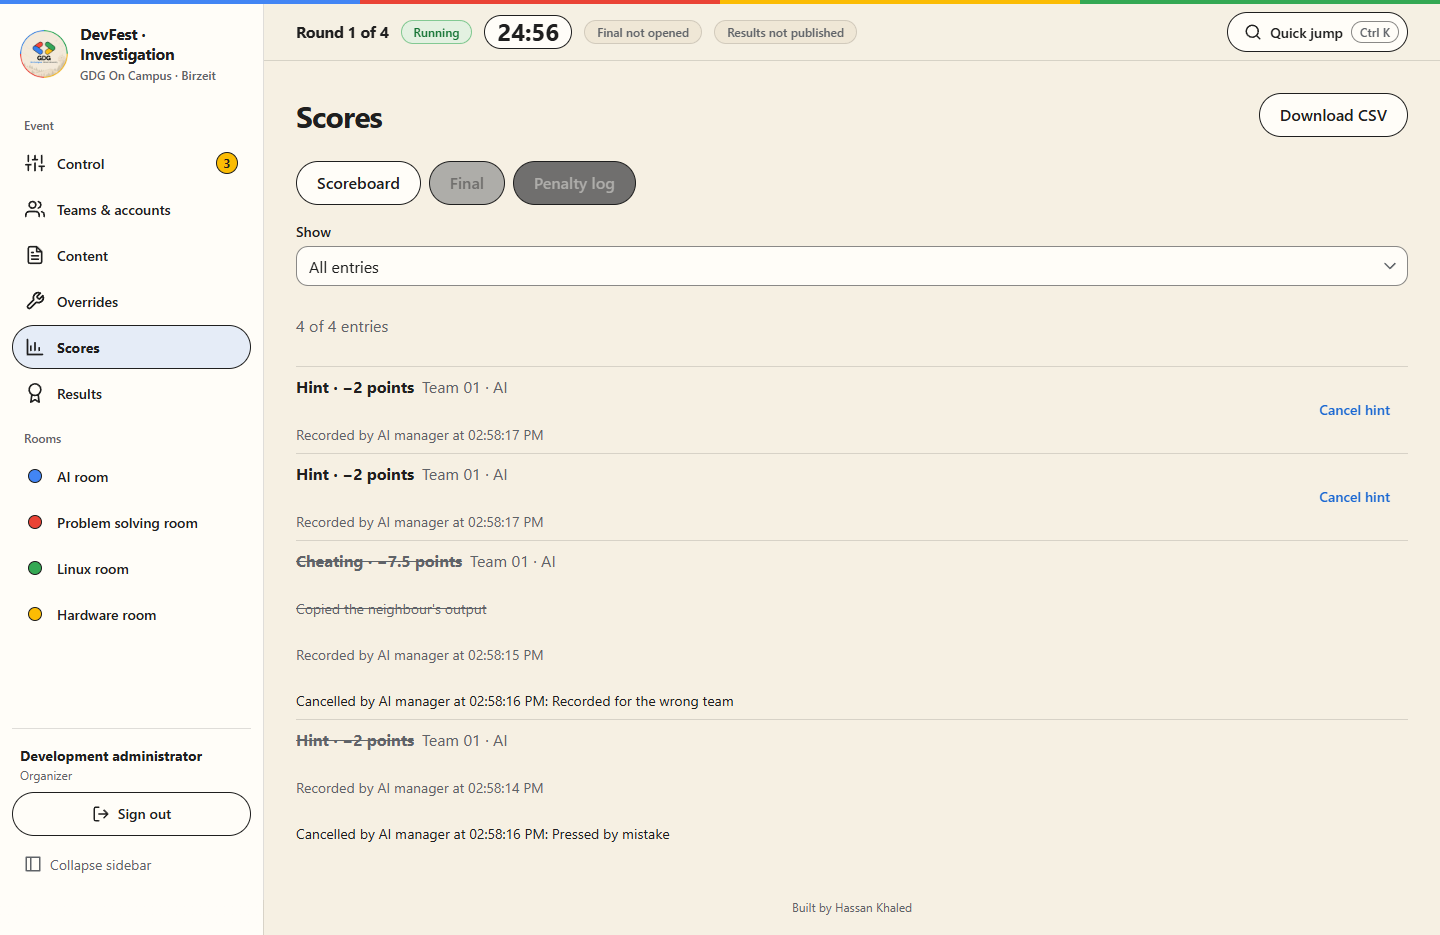 DevFest ·
Investigation
GDG On Campus · Birzeit
GDG
Event
Control
3
Teams & accounts
Content
Overrides
Scores
Results
Rooms
AI room
Problem solving room
Linux room
Hardware room
Development administrator
Organizer
Sign out
Collapse sidebar
Round 1 of 4
Running
24:56
Final not opened
Results not published
Quick jump
Ctrl K
Scores
Download CSV
Scoreboard
Final
Penalty log
Show
All entries
4 of 4 entries
Hint · −2 points Team 01 · AI
Cancel hint
Recorded by AI manager at 02:58:17 PM
Hint · −2 points Team 01 · AI
Cancel hint
Recorded by AI manager at 02:58:17 PM
Cheating · −7.5 points Team 01 · AI
Copied the neighbour's output
Recorded by AI manager at 02:58:15 PM
Cancelled by AI manager at 02:58:16 PM: Recorded for the wrong team
Hint · −2 points Team 01 · AI
Recorded by AI manager at 02:58:14 PM
Cancelled by AI manager at 02:58:16 PM: Pressed by mistake
Built by Hassan Khaled